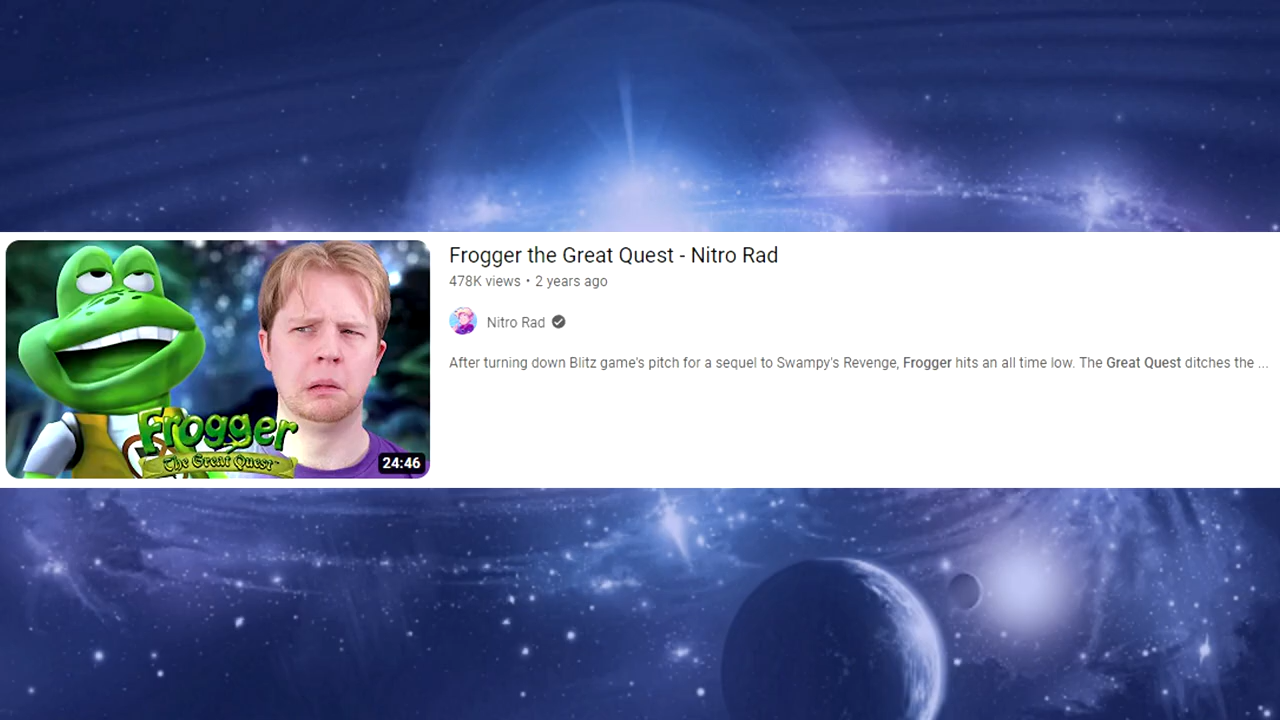 Frogger
The Great Quest™
24:46
Frogger the Great Quest - Nitro Rad
478K views • 2 years ago
Nitro Rad
After turning down Blitz game's pitch for a sequel to Swampy's Revenge, Frogger hits an all time low. The Great Quest ditches the ...